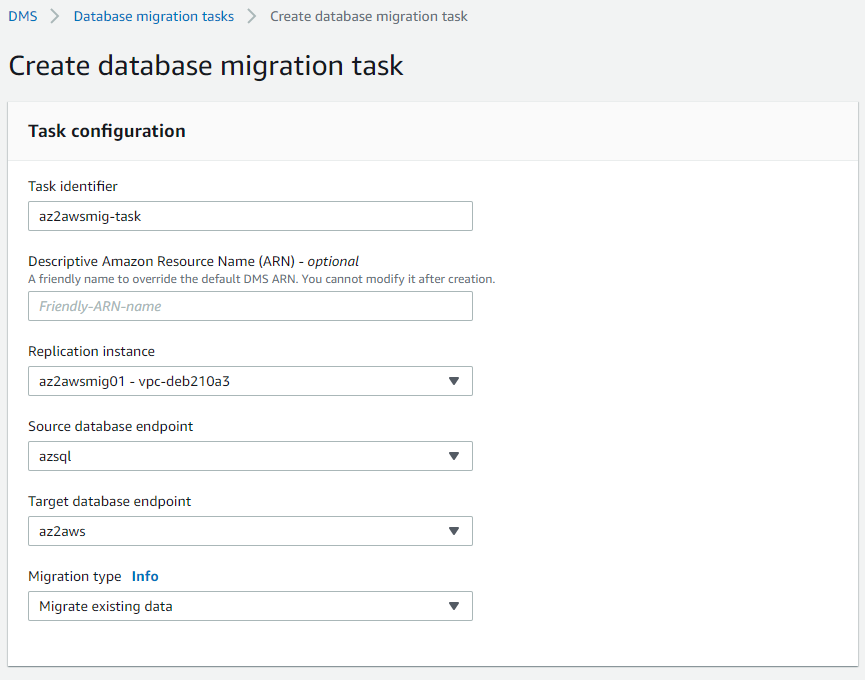 DMS > Database migration tasks > Create database migration task
Create database migration task
Task configuration
Task identifier
az2awsmig-task
Descriptive Amazon Resource Name (ARN) - optional
A friendly name to override the default DMS ARN. You cannot modify it after creation.
Friendly-ARN-name
Replication instance
az2awsmig01 - vpc-deb210a3
Source database endpoint
azsql
Target database endpoint
az2aws
Migration type Info
Migrate existing data